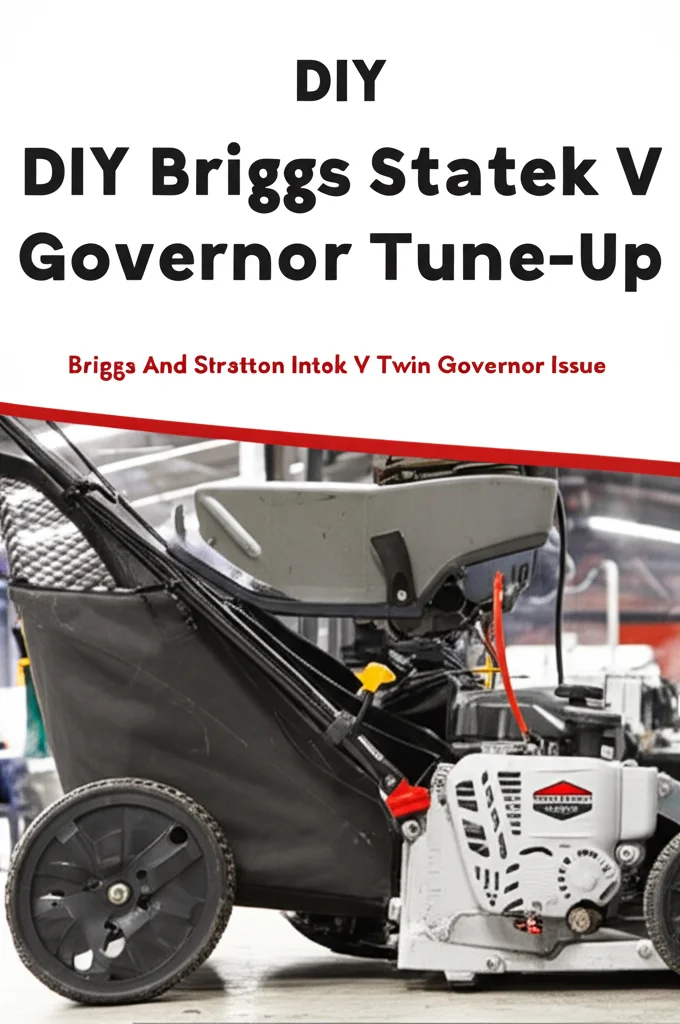 DIY
DIY Briggs Statek V
Governor Tune-Up
Briggs And Stratton Intok V Twin Governor Issue